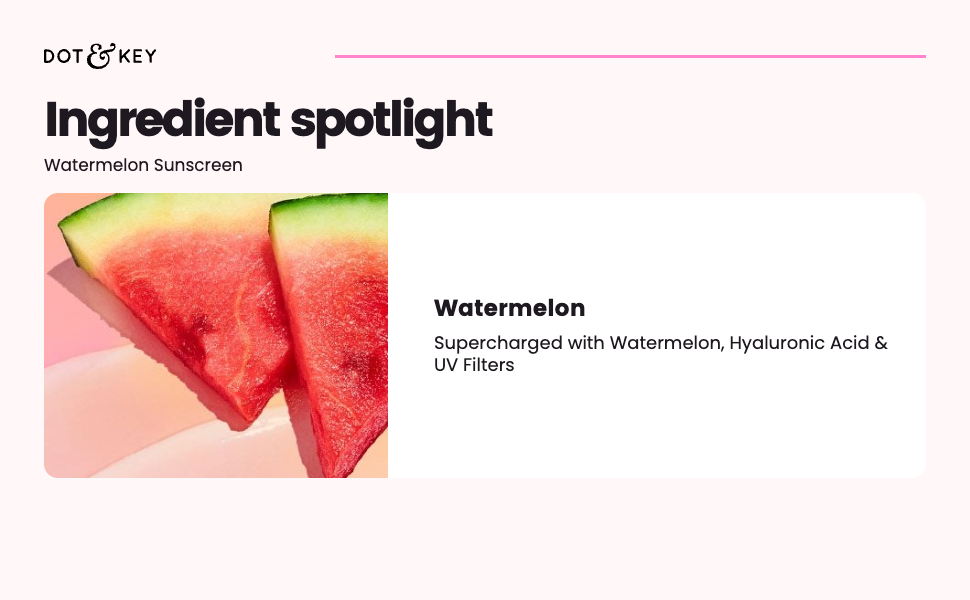 DOT & KEY
Ingredient spotlight
Watermelon Sunscreen
Watermelon
Supercharged with Watermelon, Hyaluronic Acid &
UV Filters